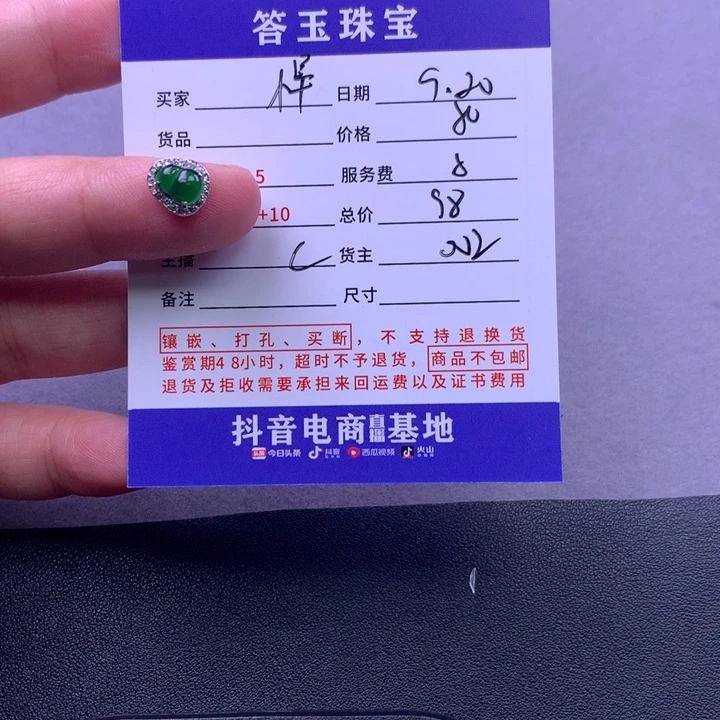 答玉珠宝
买家 日期 9.20
货品 价格 80
5 服务费 8
+10 总价 98
主播 C 货主
备注 尺寸
镶嵌、打孔、买断,不支持退换货
鉴赏期48小时,超时不予退货,商品不包邮
退货及拒收需要承担来回运费以及证书费用
抖音电商直播基地
头条 今日头条 抖音 西瓜视频 火山